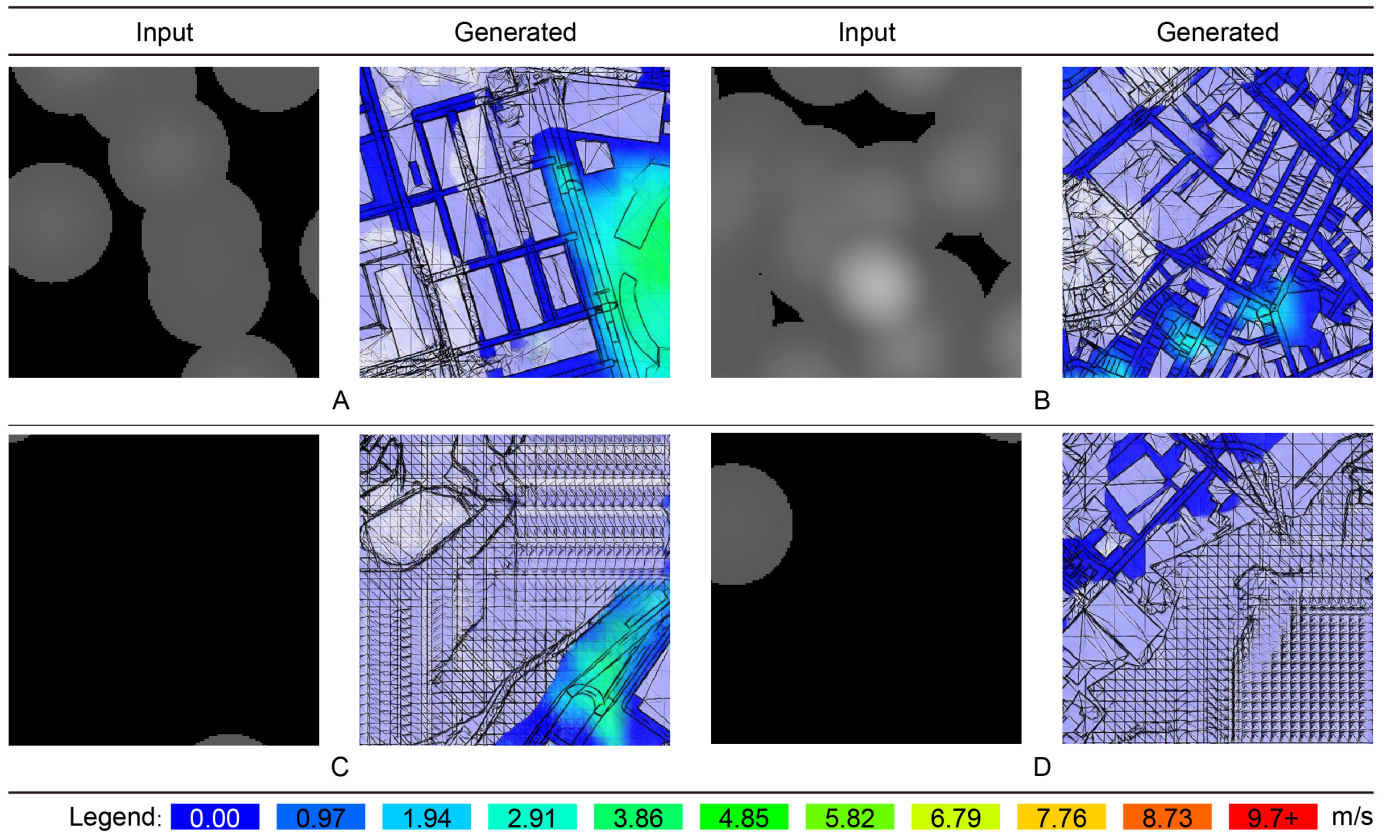 Input Generated Input Generated
A B
C D
Legend: 0.00 0.97 1.94 2.91 3.86 4.85 5.82 6.79 7.76 8.73 9.7+ m/s